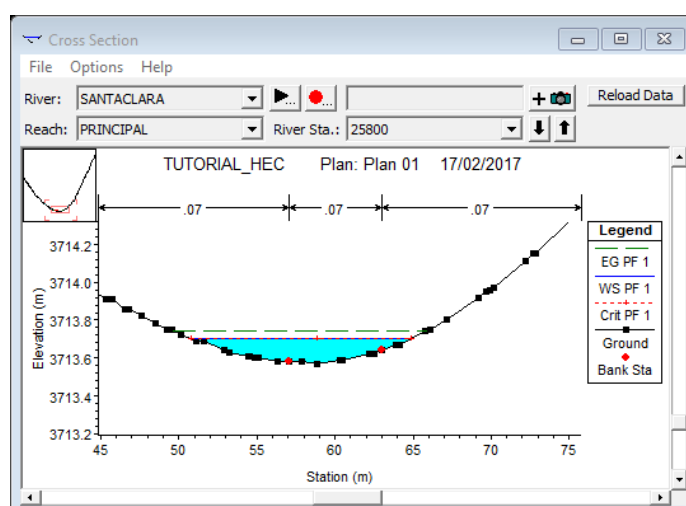 Cross Section
File Options Help
River: SANTACLARA ... ... Reload Data
Reach: PRINCIPAL River Sta.: 25800
TUTORIAL_HEC Plan: Plan 01 17/02/2017
.07 .07 .07
Legend
EG PF 1
WS PF 1
Crit PF 1
Ground
Bank Sta
Elevation (m)
3714.2
3714.0
3713.8
3713.6
3713.4
3713.2
45 50 55 60 65 70 75
Station (m)